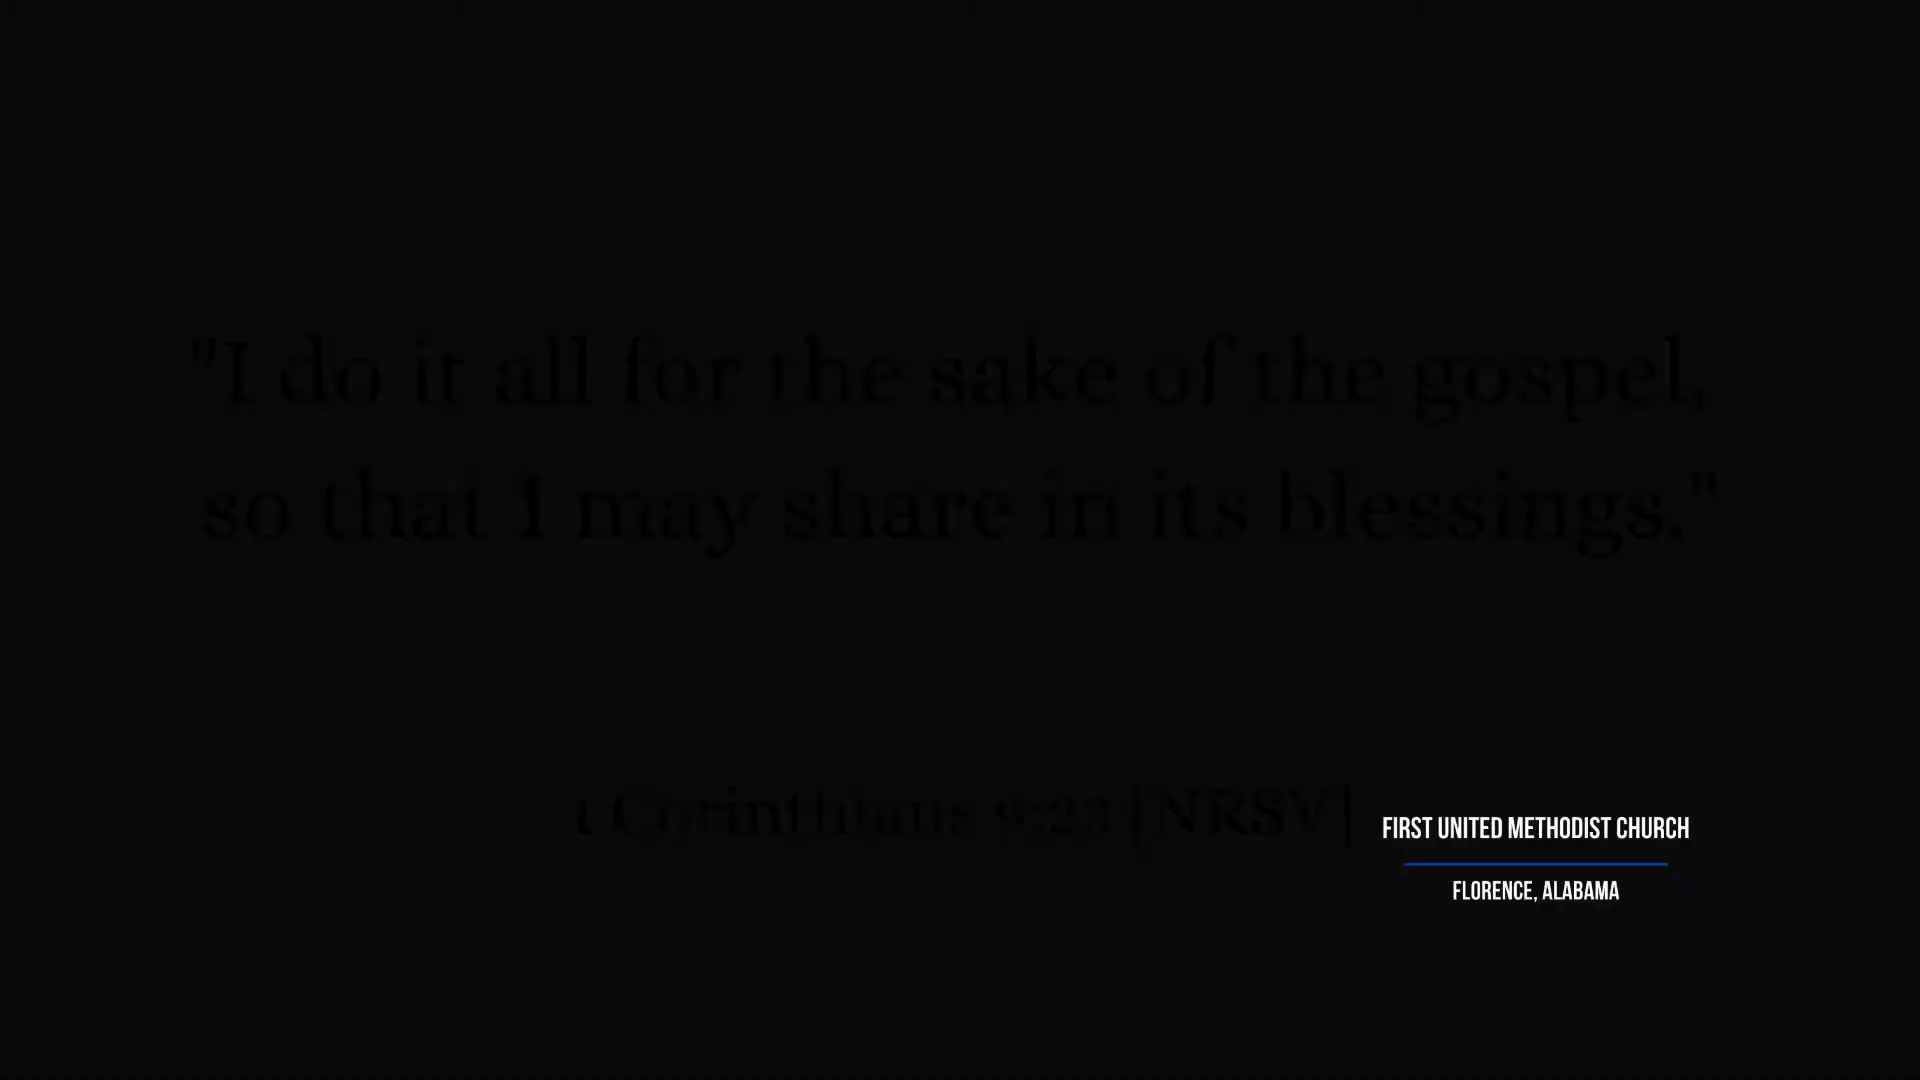 "I do it all for the sake of the gospel,
so that I may share in its blessings."
1 Corinthians 9:23 [NRSV]
FIRST UNITED METHODIST CHURCH
FLORENCE, ALABAMA